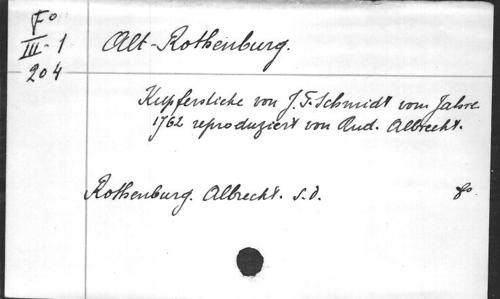 F°
III-1
204
Alt-Rothenburg.
Kupferstiche von J. F. Schmidt vom Jahre
1762 reproduziert von Rud. Albrecht.
Rothenburg. Albrecht. s.d. f°